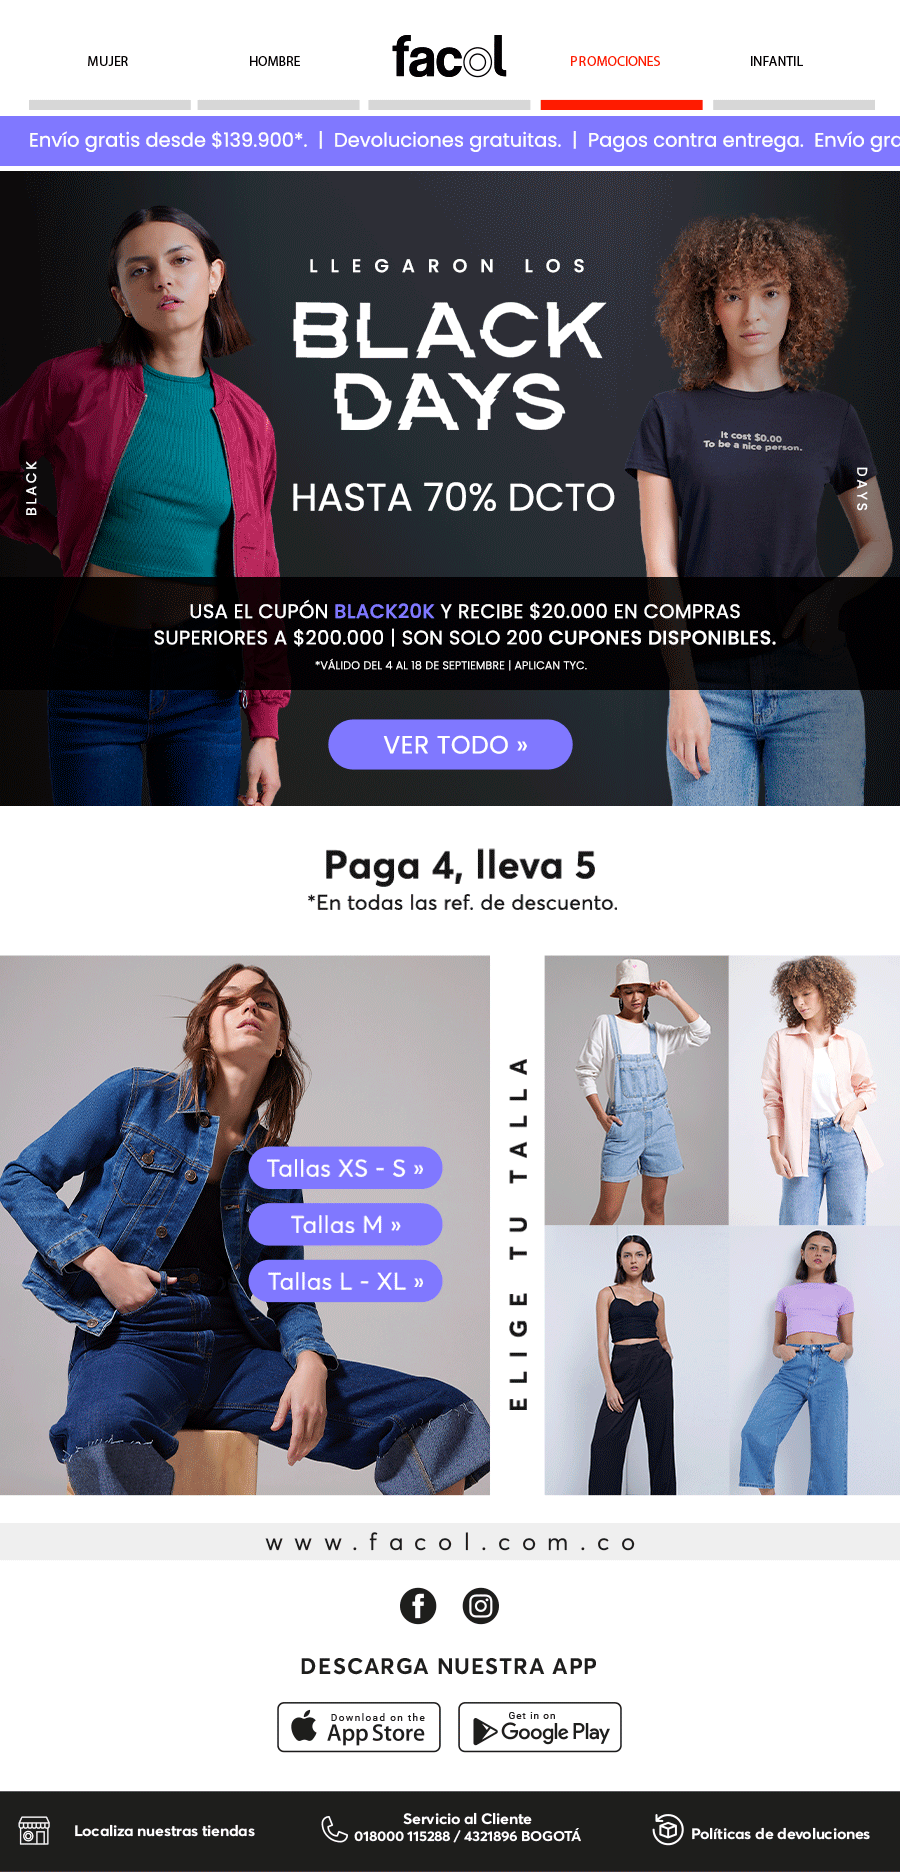 MUJER
HOMBRE
facol
PROMOCIONES
INFANTIL
Envío gratis desde $139.900*. | Devoluciones gratuitas. | Pagos contra entrega. Envío gra
LLEGARON LOS
BLACK
DAYS
It cost $0.00
To be a nice person.
BLACK
DAYS
HASTA 70% DCTO
USA EL CUPÓN BLACK20K Y RECIBE $20.000 EN COMPRAS
SUPERIORES A $200.000 | SON SOLO 200 CUPONES DISPONIBLES.
*VÁLIDO DEL 4 AL 18 DE SEPTIEMBRE | APLICAN TYC.
VER TODO »
Paga 4, lleva 5
*En todas las ref. de descuento.
Tallas XS - S »
Tallas M »
Tallas L - XL »
ELIGE TU TALLA
www.facol.com.co
DESCARGA NUESTRA APP
Download on the
App Store
Get in on
Google Play
Localiza nuestras tiendas
Servicio al Cliente
018000 115288 / 4321896 BOGOTÁ
Políticas de devoluciones